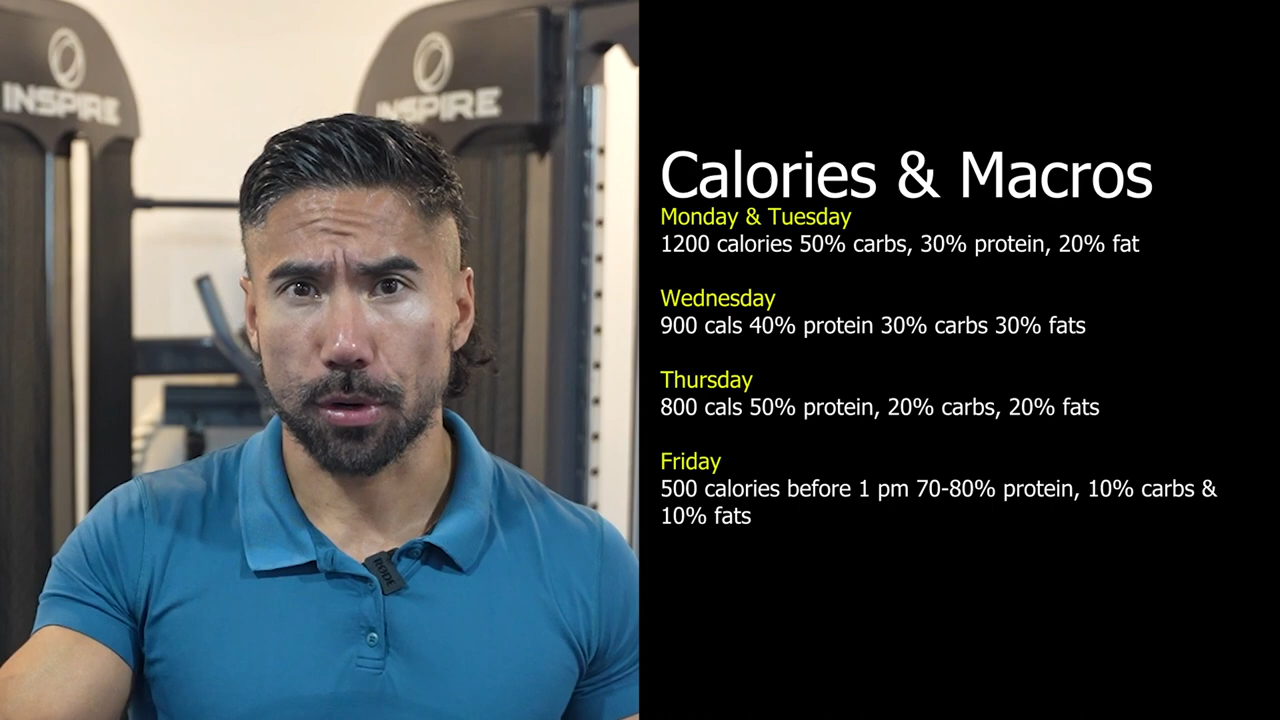 INSPIRE
INSPIRE
RØDE
Calories & Macros
Monday & Tuesday
1200 calories 50% carbs, 30% protein, 20% fat
Wednesday
900 cals 40% protein 30% carbs 30% fats
Thursday
800 cals 50% protein, 20% carbs, 20% fats
Friday
500 calories before 1 pm 70-80% protein, 10% carbs &
10% fats